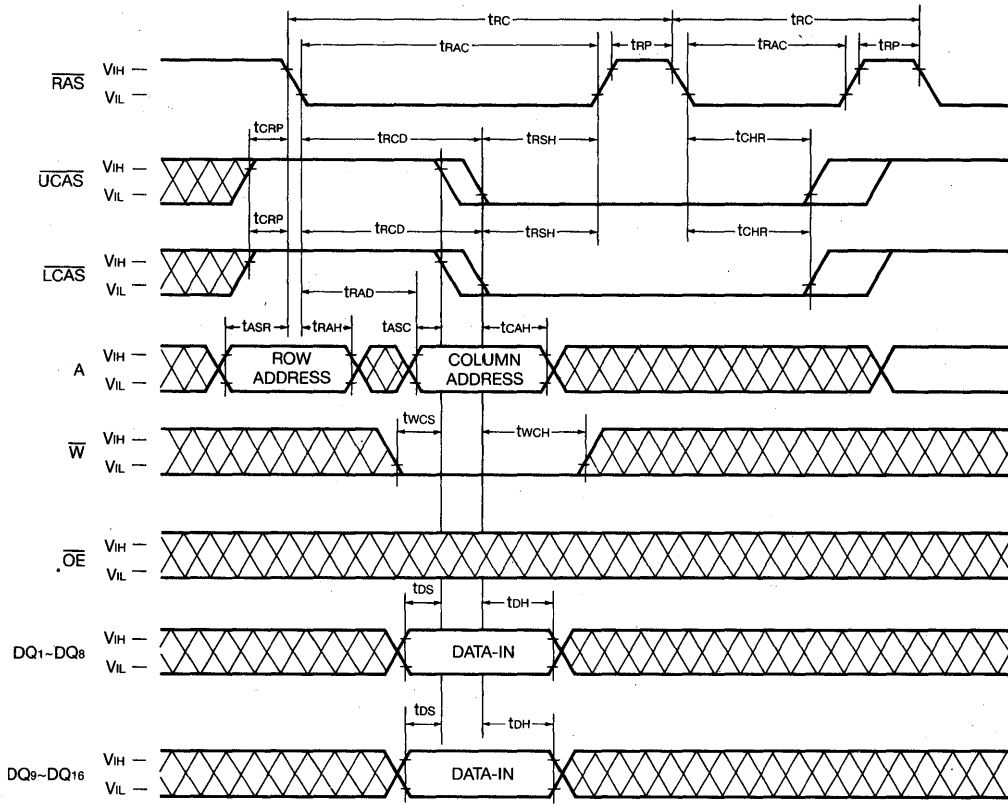 tRC tRC
tRAC tRP tRAC tRP
RAS VIH —
VIL —
tCRP tRCD tRSH tCHR
UCAS VIH —
VIL —
tCRP tRCD tRSH tCHR
LCAS VIH —
VIL —
tRAD
tASR tRAH tASC tCAH
A VIH —
VIL —
ROW
ADDRESS
COLUMN
ADDRESS
tWCS tWCH
W VIH —
VIL —
OE VIH —
VIL —
tDS tDH
DQ1~DQ8 VIH —
VIL —
DATA-IN
tDS tDH
DQ9~DQ16 VIH —
VIL —
DATA-IN